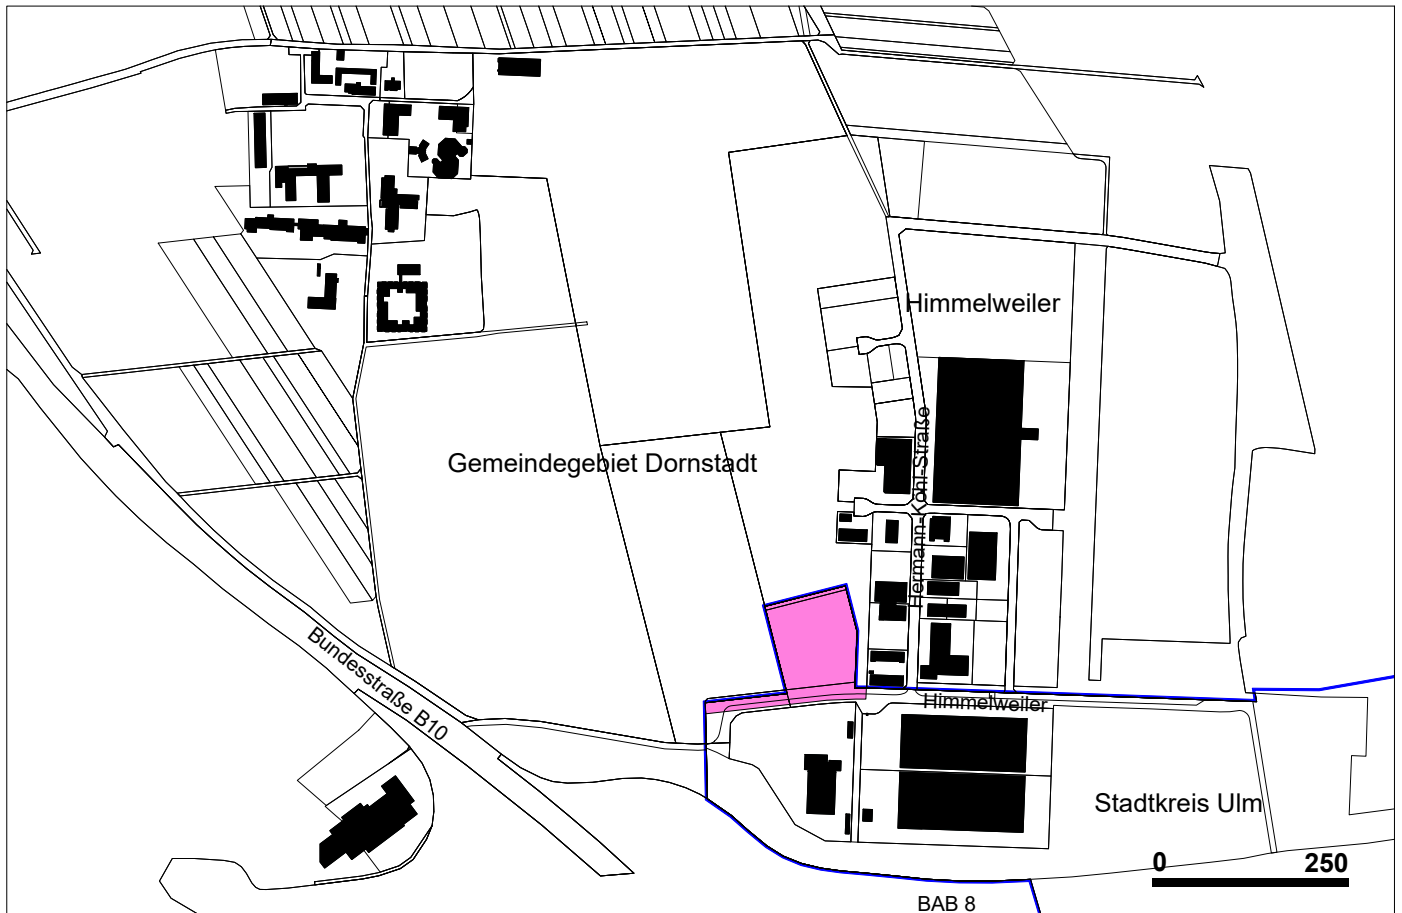 Himmelweiler
Hermann-Köhl-Straße
Gemeindegebiet Dornstadt
Bundesstraße B10
Himmelweiler
Stadtkreis Ulm
0 250
BAB 8